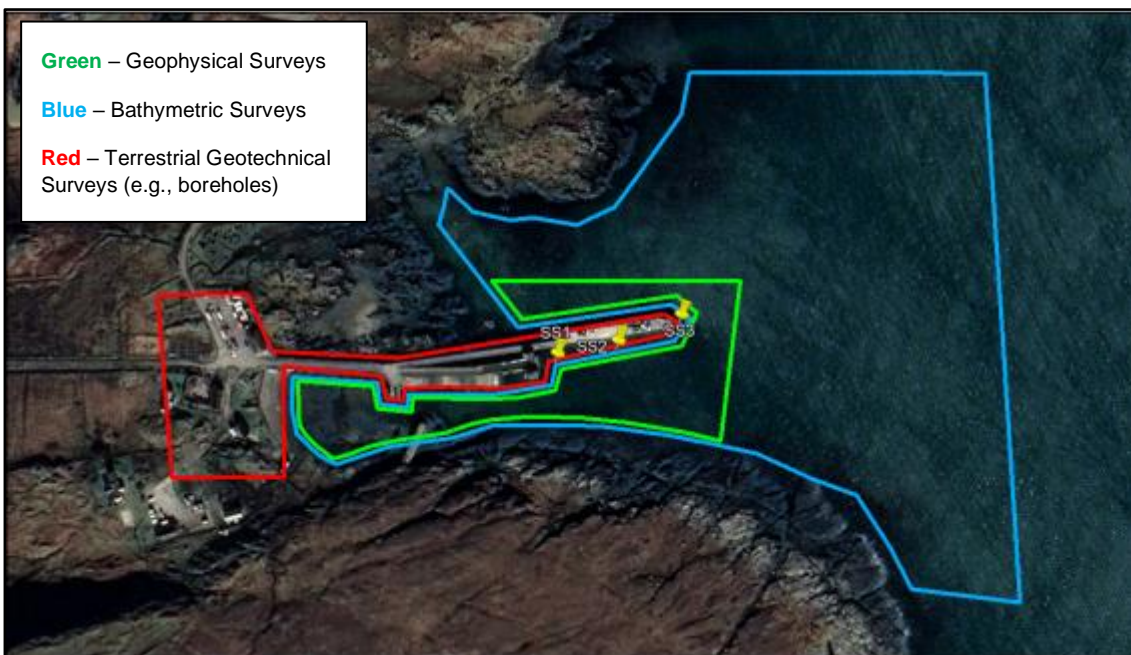 Green – Geophysical Surveys
Blue – Bathymetric Surveys
Red – Terrestrial Geotechnical
Surveys (e.g., boreholes)
SS1
SS2
SS3